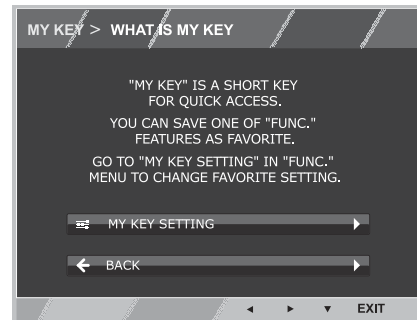 MY KEY > WHAT IS MY KEY
"MY KEY" IS A SHORT KEY
FOR QUICK ACCESS.
YOU CAN SAVE ONE OF "FUNC."
FEATURES AS FAVORITE.
GO TO "MY KEY SETTING" IN "FUNC."
MENU TO CHANGE FAVORITE SETTING.
MY KEY SETTING
BACK
EXIT